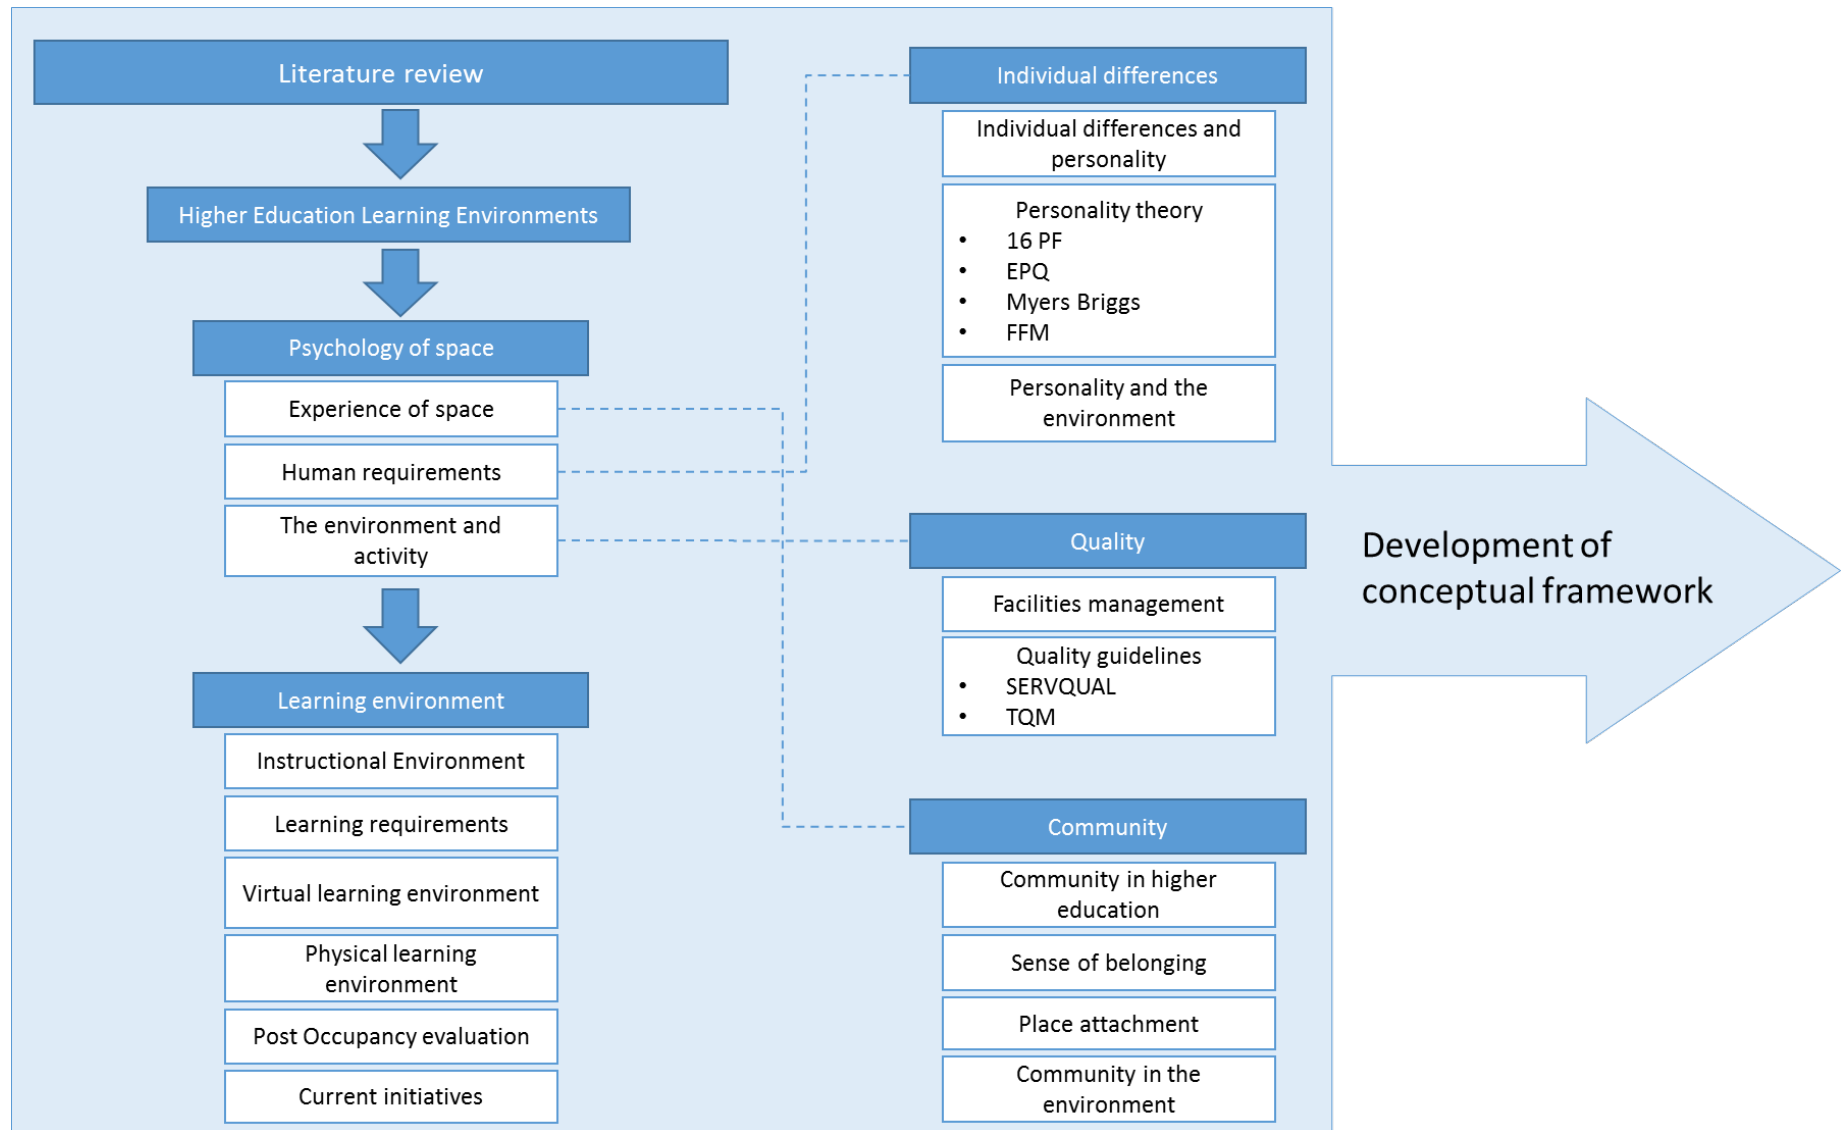 Literature review
Higher Education Learning Environments
Psychology of space
Experience of space
Human requirements
The environment and
activity
Learning environment
Instructional Environment
Learning requirements
Virtual learning environment
Physical learning
environment
Post Occupancy evaluation
Current initiatives
Individual differences
Individual differences and
personality
Personality theory
• 16 PF
• EPQ
• Myers Briggs
• FFM
Personality and the
environment
Quality
Facilities management
Quality guidelines
• SERVQUAL
• TQM
Community
Community in higher
education
Sense of belonging
Place attachment
Community in the
environment
Development of
conceptual framework